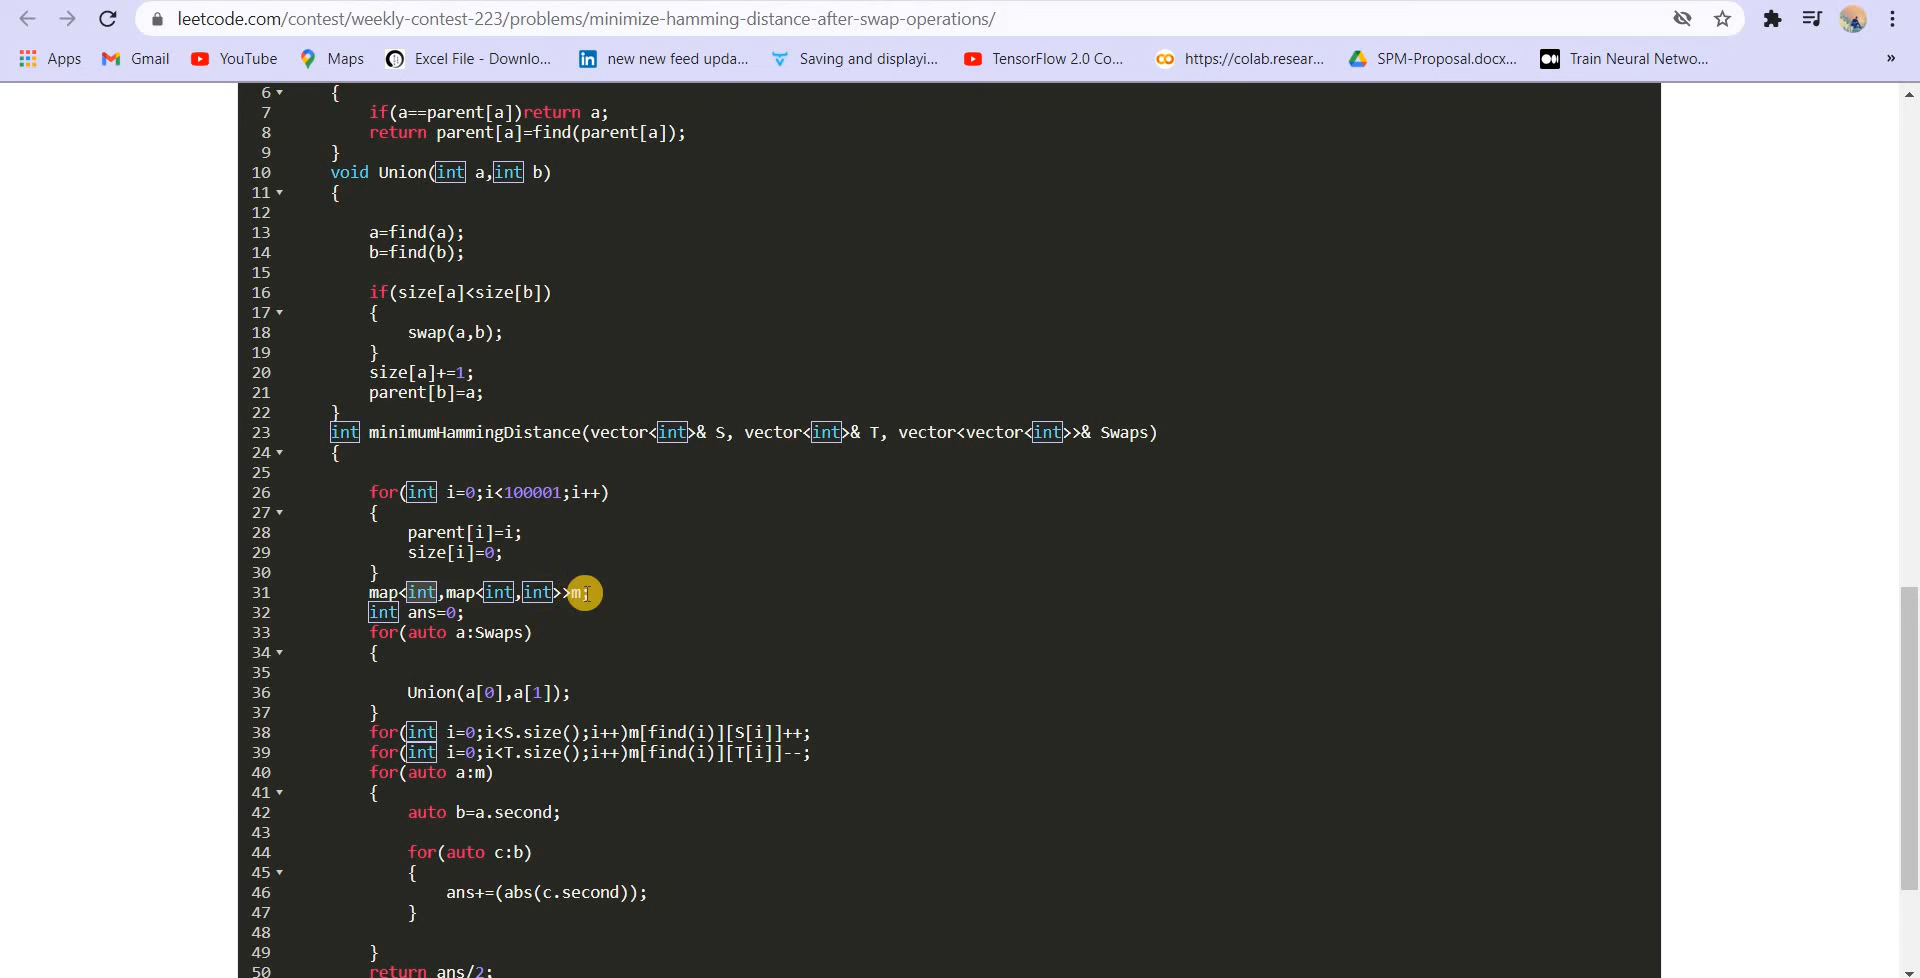 leetcode.com/contest/weekly-contest-223/problems/minimize-hamming-distance-after-swap-operations/
Apps Gmail YouTube Maps Excel File - Downlo... new new feed upda... Saving and displayi... TensorFlow 2.0 Co... https://colab.resear... SPM-Proposal.docx... Train Neural Netwo... »
6 {
7 if(a==parent[a])return a;
8 return parent[a]=find(parent[a]);
9 }
10 void Union(int a,int b)
11 {
12
13 a=find(a);
14 b=find(b);
15
16 if(size[a]<size[b])
17 {
18 swap(a,b);
19 }
20 size[a]+=1;
21 parent[b]=a;
22 }
23 int minimumHammingDistance(vector<int>& S, vector<int>& T, vector<vector<int>>& Swaps)
24 {
25
26 for(int i=0;i<100001;i++)
27 {
28 parent[i]=i;
29 size[i]=0;
30 }
31 map<int,map<int,int>>m;
32 int ans=0;
33 for(auto a:Swaps)
34 {
35
36 Union(a[0],a[1]);
37 }
38 for(int i=0;i<S.size();i++)m[find(i)][S[i]]++;
39 for(int i=0;i<T.size();i++)m[find(i)][T[i]]--;
40 for(auto a:m)
41 {
42 auto b=a.second;
43
44 for(auto c:b)
45 {
46 ans+=(abs(c.second));
47 }
48
49 }
50 return ans/2;